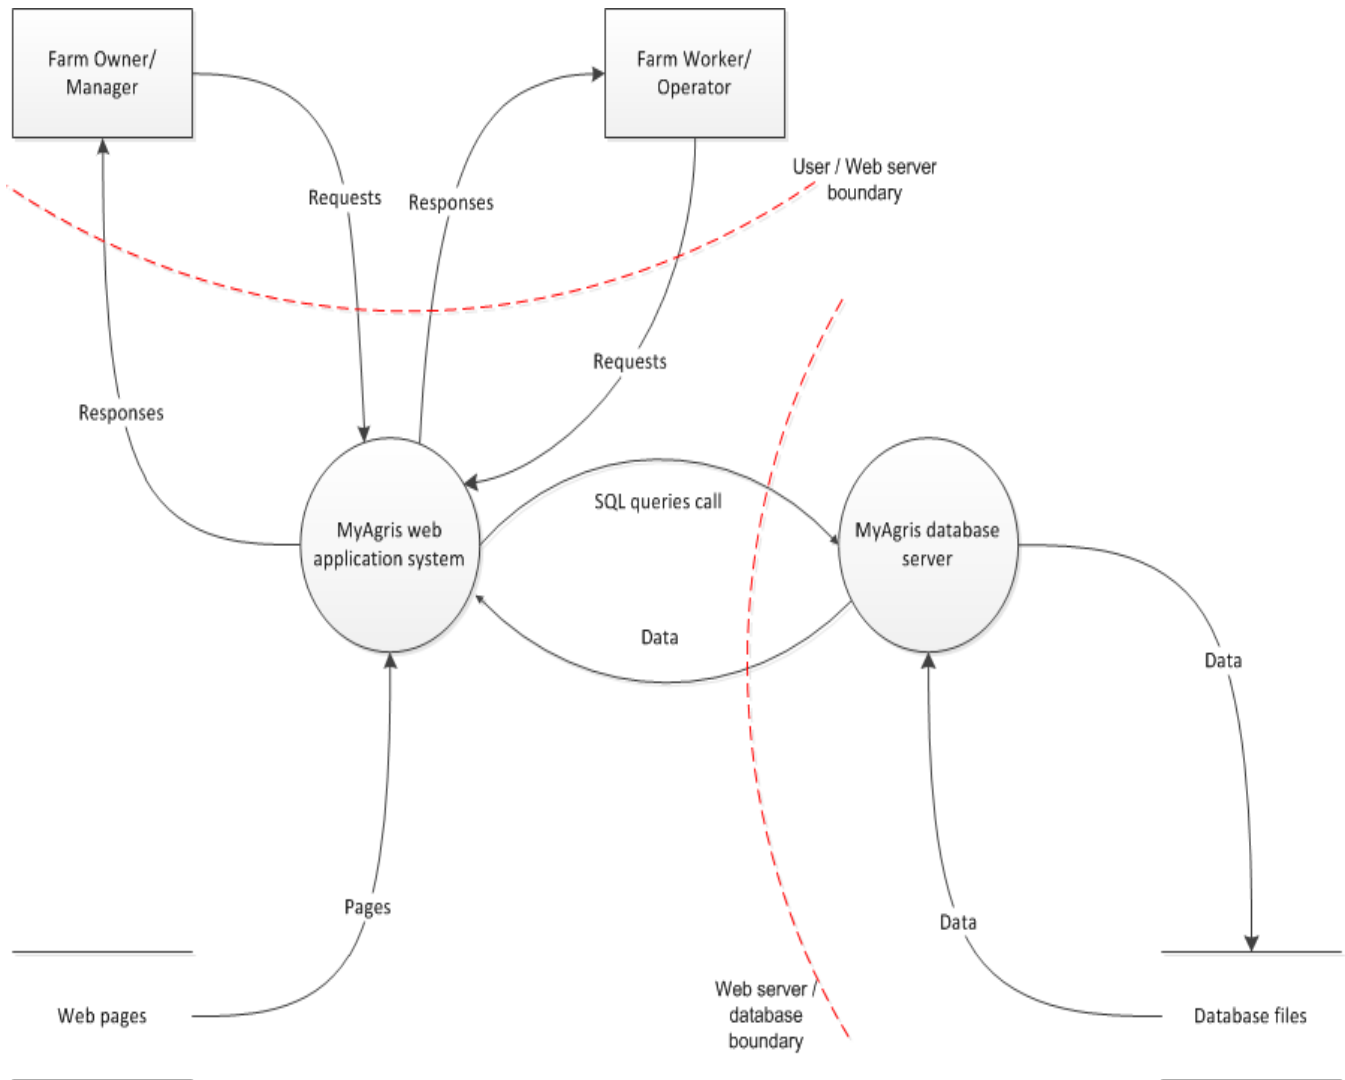 Farm Owner/
Manager
Farm Worker/
Operator
User / Web server
boundary
Requests
Responses
Requests
Responses
MyAgris web
application system
SQL queries call
MyAgris database
server
Data
Data
Pages
Data
Web pages
Web server /
database
boundary
Database files